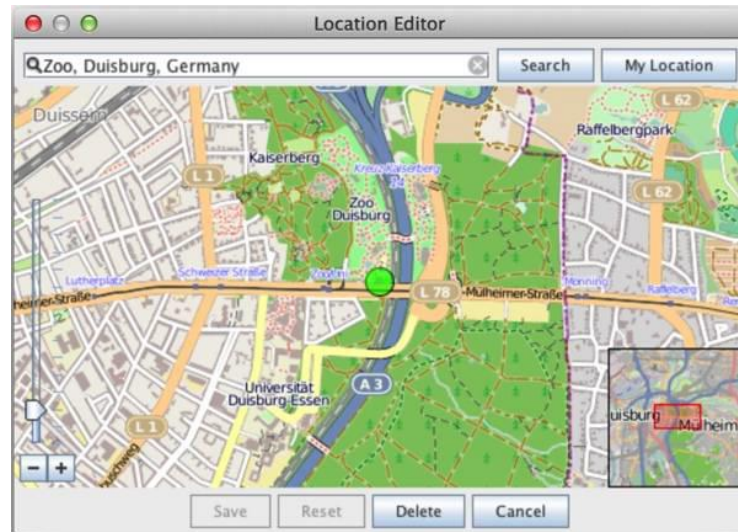 Location Editor
Zoo, Duisburg, Germany
Search
My Location
Duissern
L 62
Raffelbergpark
Kaiserberg
Kreuz Kaiserberg
L 1
L 62
Zoo
Duisburg
Lutherplatz
Schweizer Straße
Zoo/Uni
Monning
Raffelberg
heimer-Straße
L 78
Mülheimer-Straße
A 3
Universität
Duisburg-Essen
L 1
uisburg
Mülheim
Save
Reset
Delete
Cancel